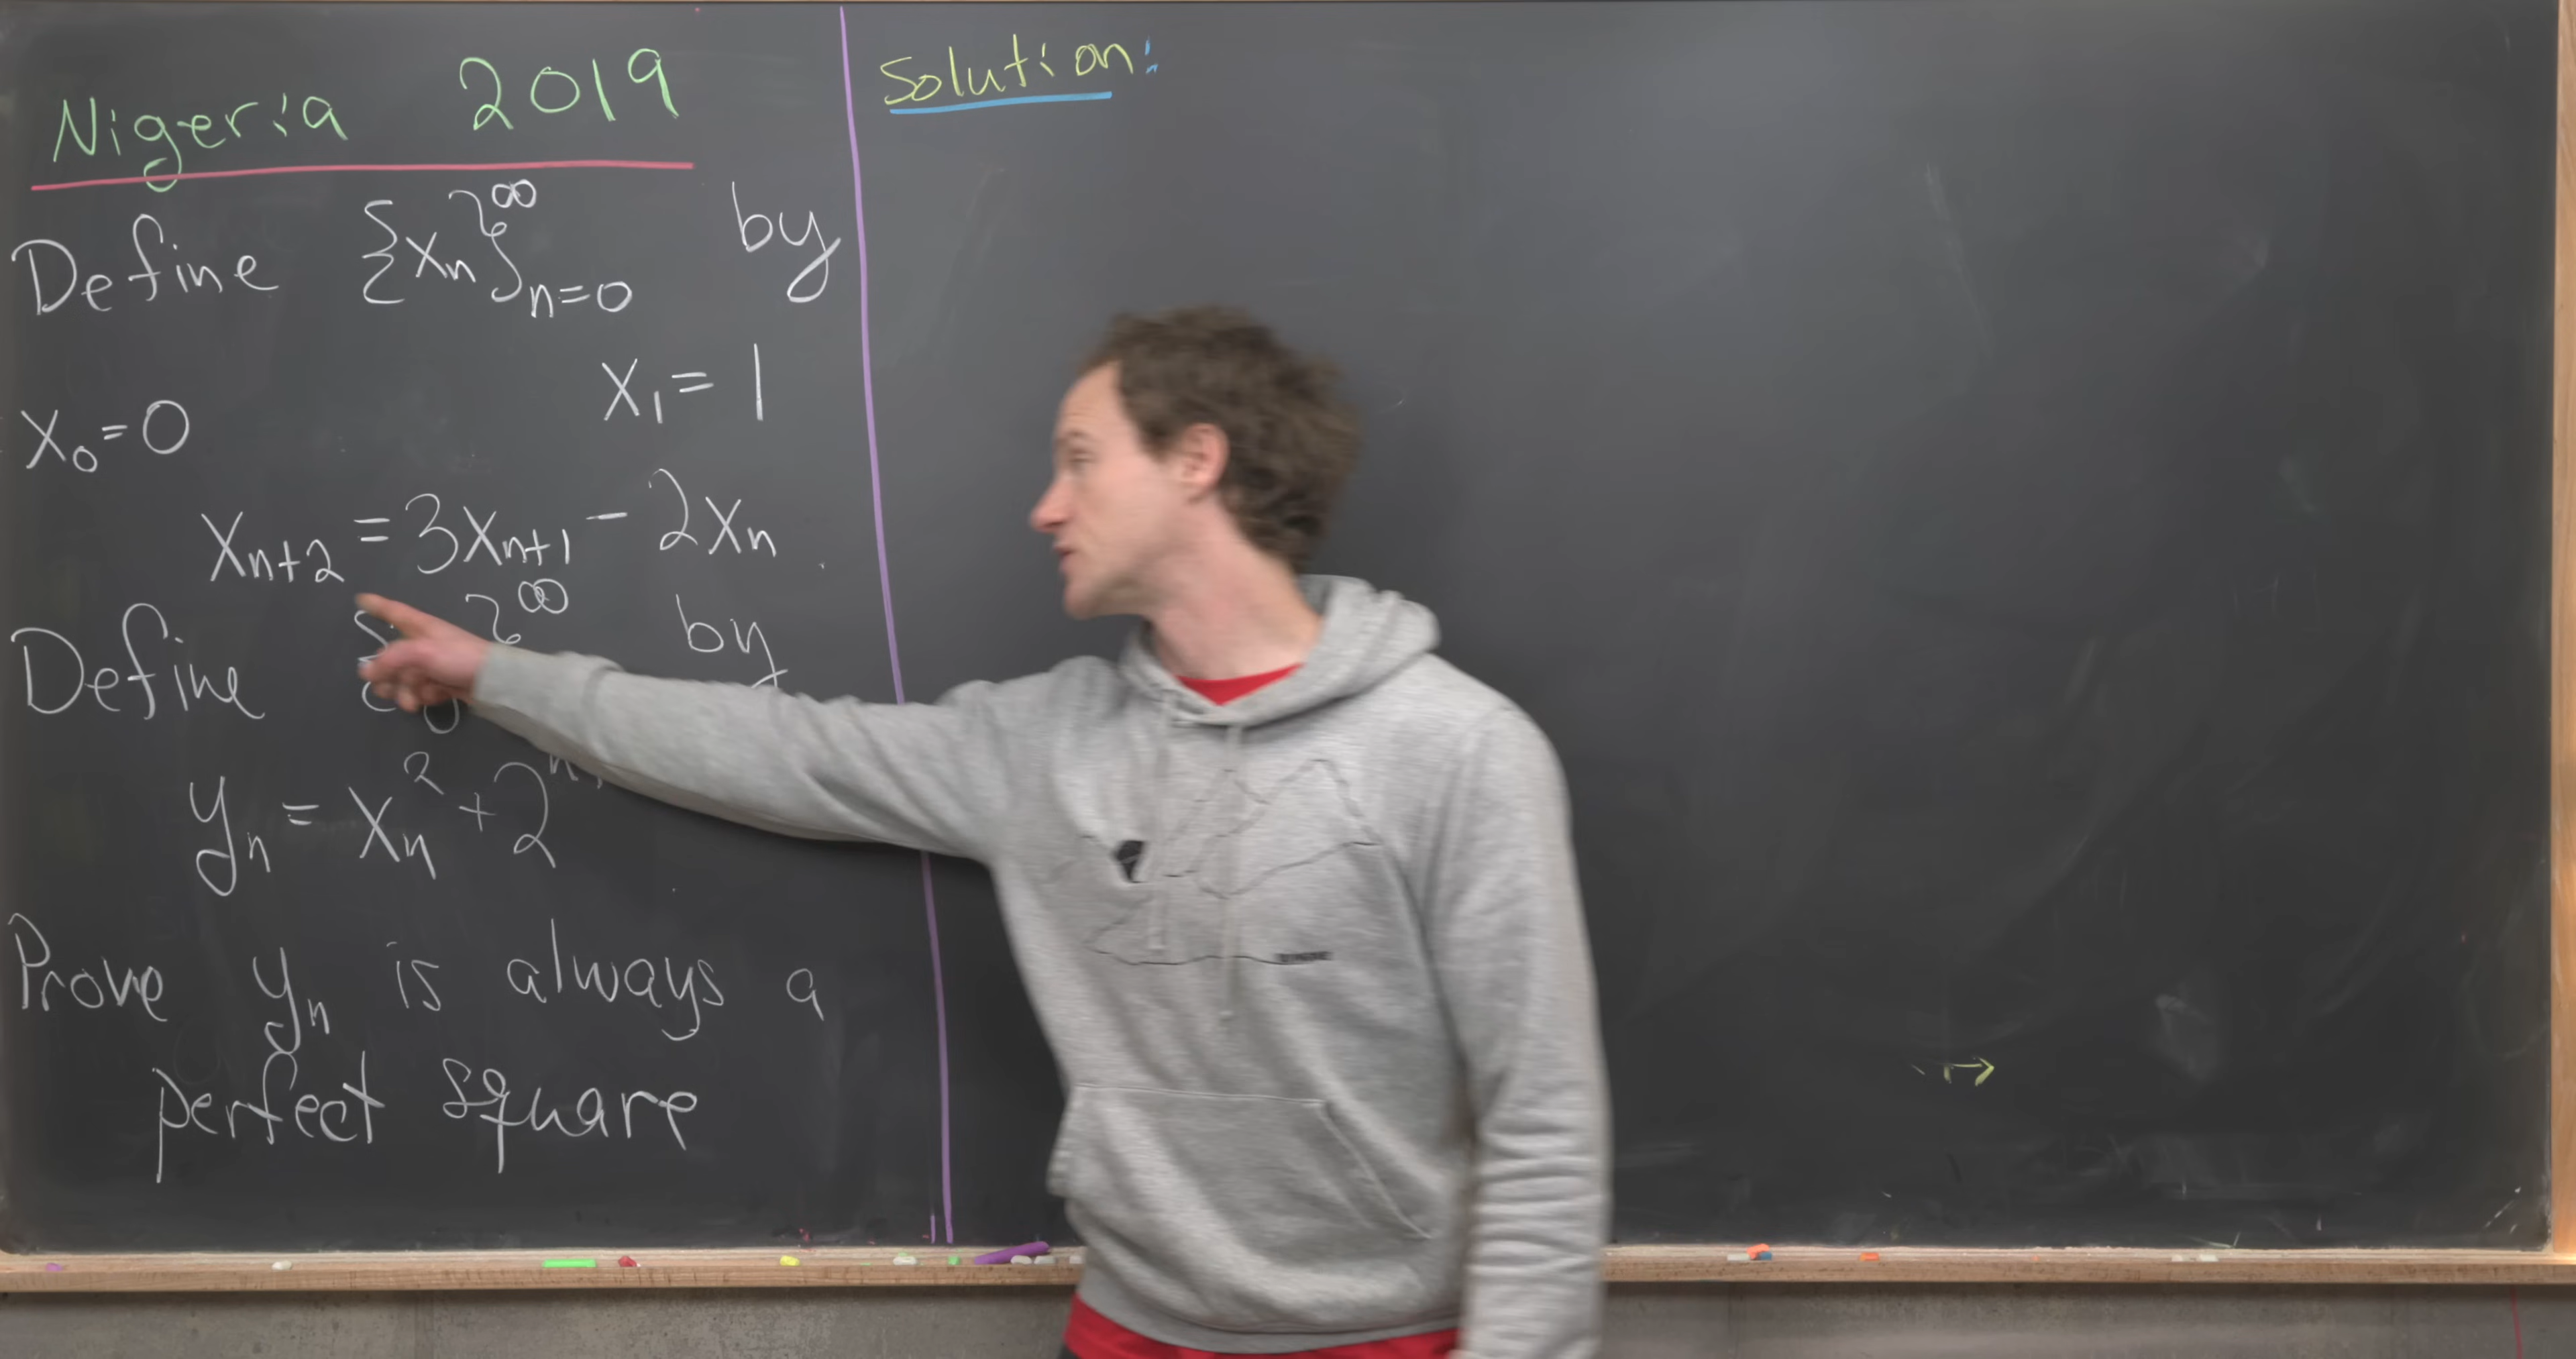 Nigeria 2019
Define {xₙ}^∞ₙ₌₀ by
x₀=0 x₁=1
xₙ₊₂ = 3xₙ₊₁ - 2xₙ.
Define by
yₙ = xₙ² + 2ⁿ
Prove yₙ is always a
perfect square
Solution: